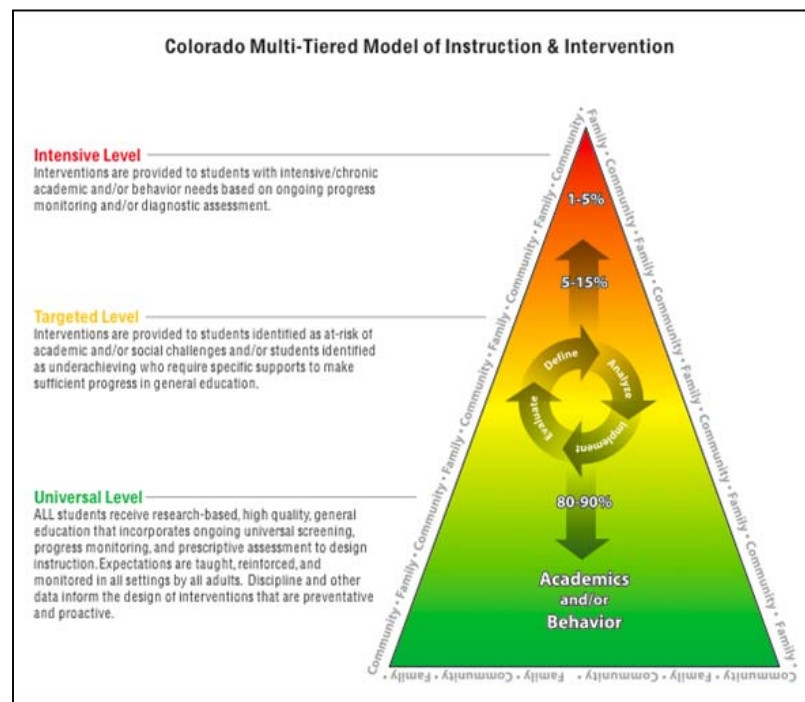 Colorado Multi-Tiered Model of Instruction & Intervention
Intensive Level
Interventions are provided to students with intensive/chronic
academic and/or behavior needs based on ongoing progress
monitoring and/or diagnostic assessment.
Targeted Level
Interventions are provided to students identified as at-risk of
academic and/or social challenges and/or students identified
as underachieving who require specific supports to make
sufficient progress in general education.
Universal Level
ALL students receive research-based, high quality, general
education that incorporates ongoing universal screening,
progress monitoring, and prescriptive assessment to design
instruction. Expectations are taught, reinforced, and
monitored in all settings by all adults. Discipline and other
data inform the design of interventions that are preventative
and proactive.
1-5%
5-15%
Define
Analyze
Implement
Evaluate
80-90%
Academics
and/or
Behavior
Community • Family • Community • Family • Community • Family • Community • Family • Community •
Family • Community • Family • Community • Family • Community • Family • Community • Family •
Community • Family • Community • Family • Community • Family •